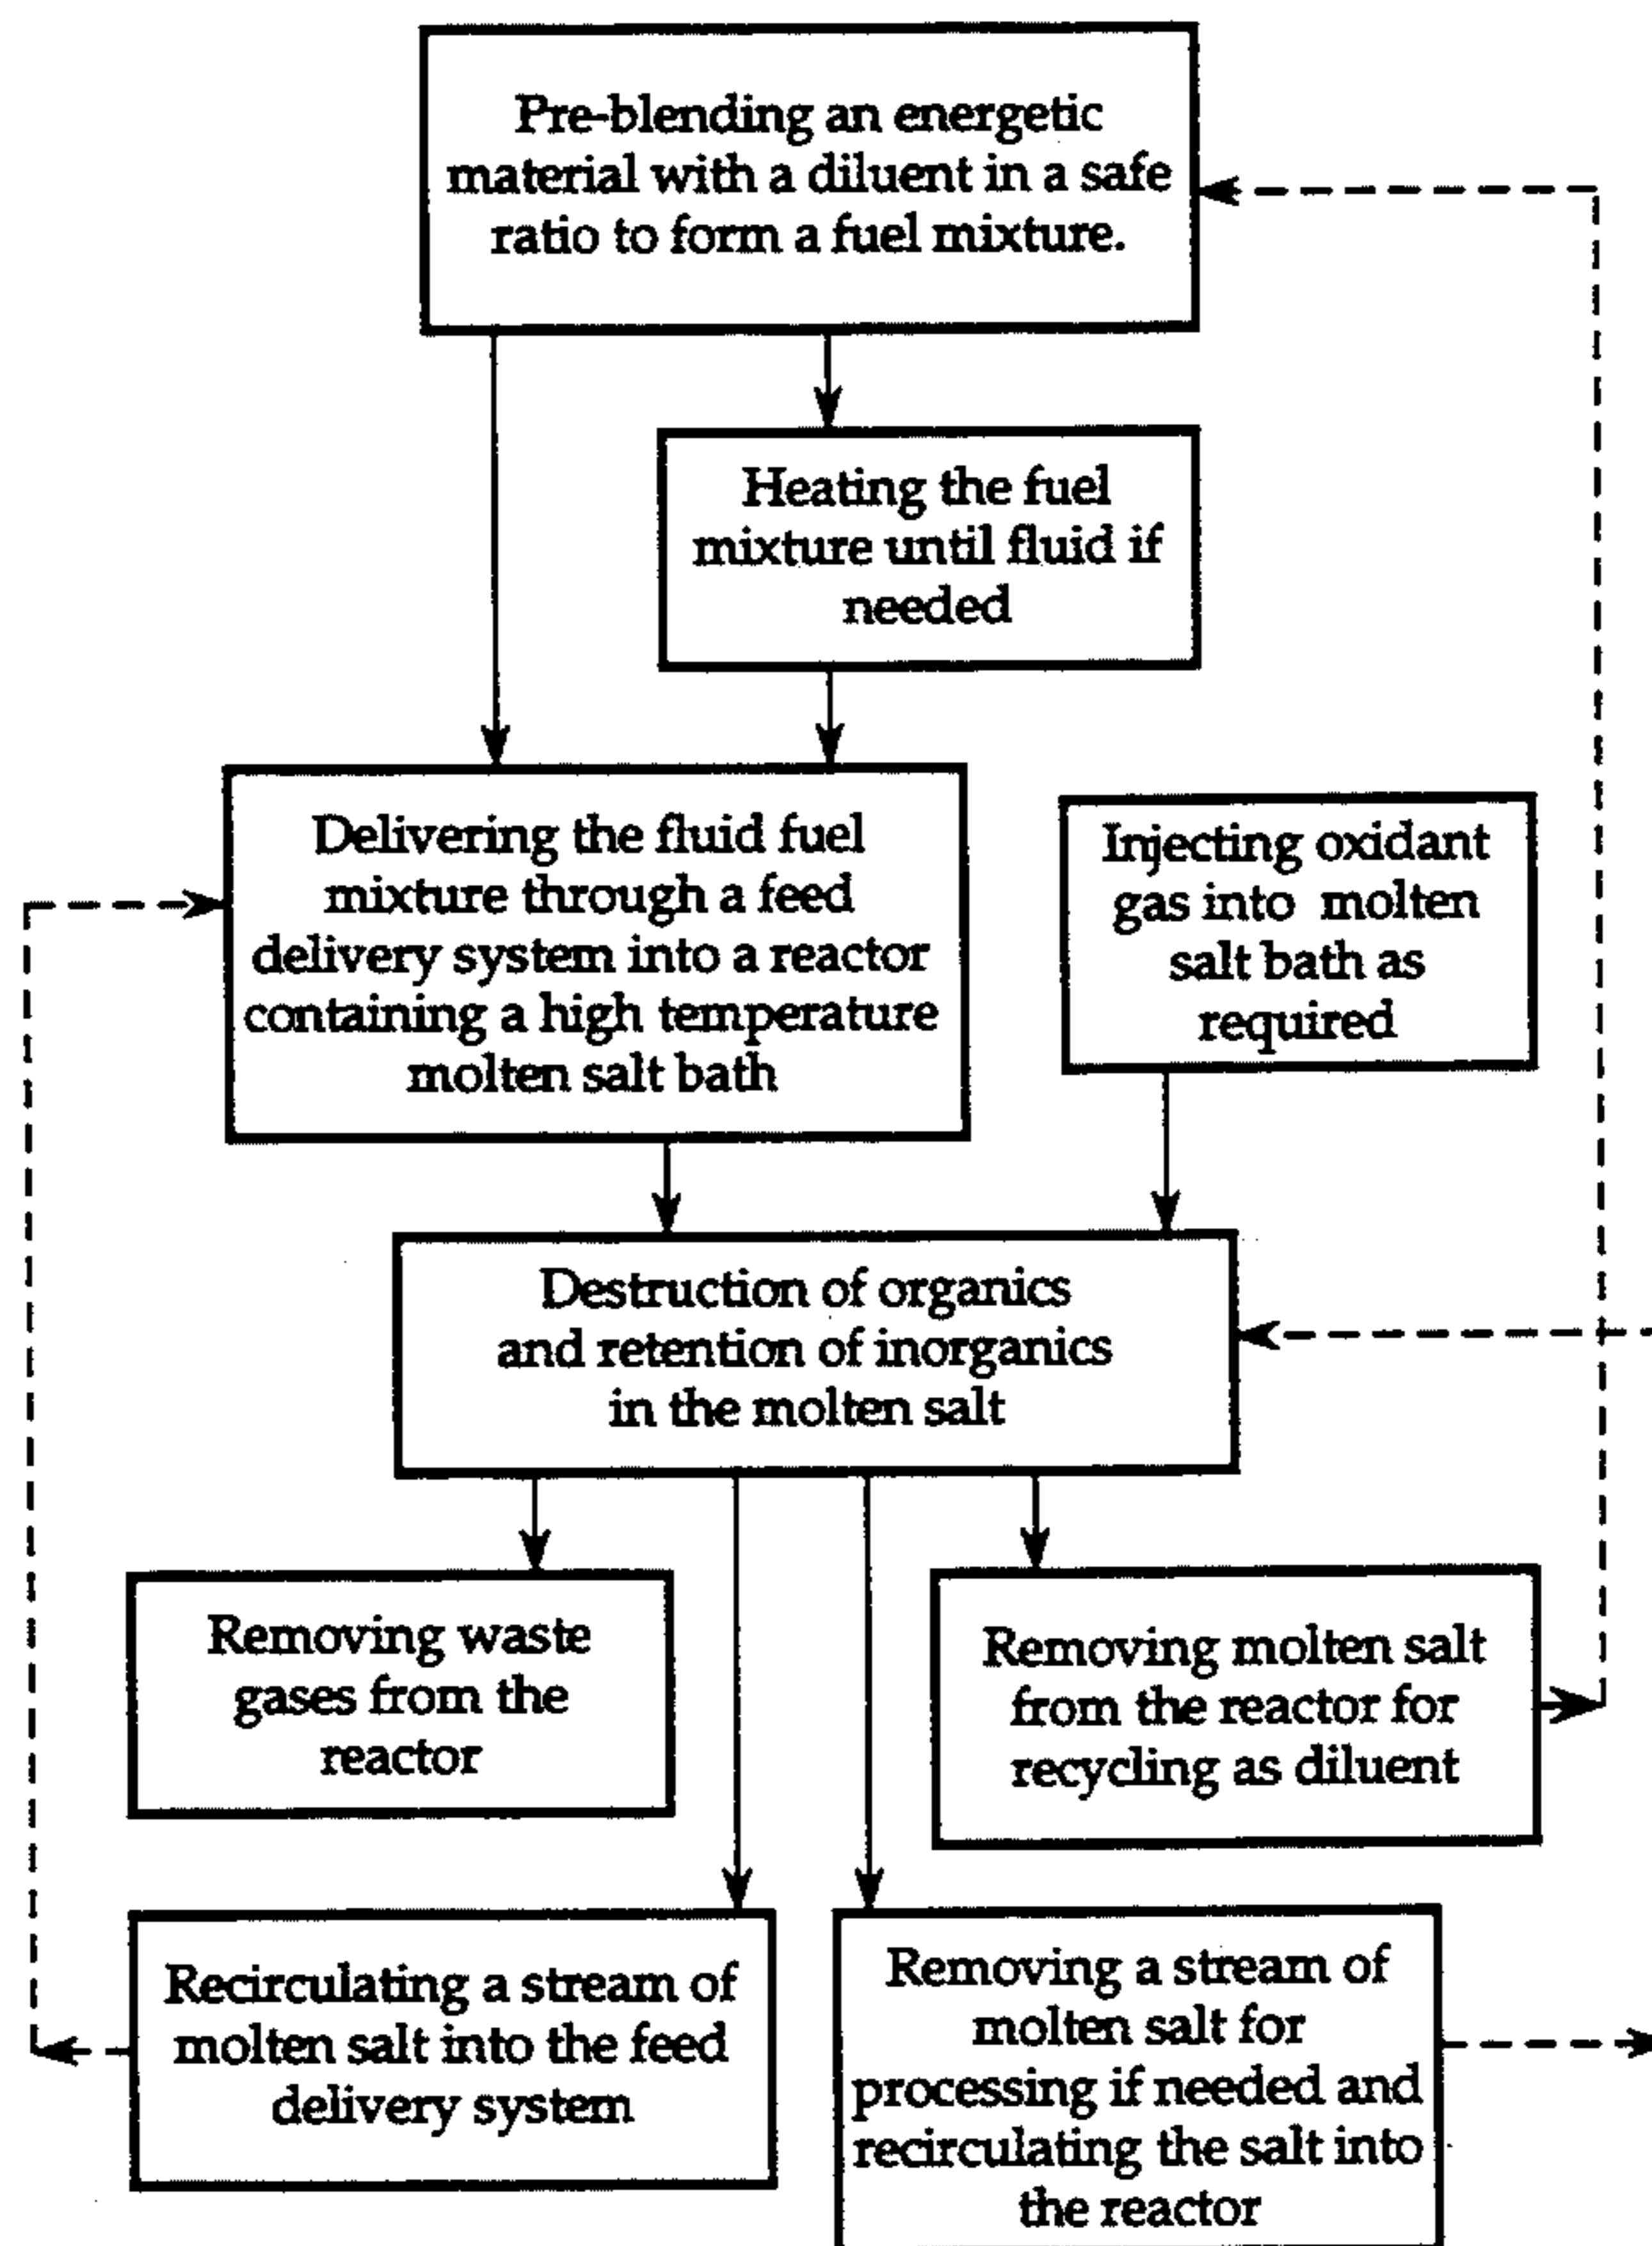 Pre-blending an energetic
material with a diluent in a safe
ratio to form a fuel mixture.
Heating the fuel
mixture until fluid if
needed
Delivering the fluid fuel
mixture through a feed
delivery system into a reactor
containing a high temperature
molten salt bath
Injecting oxidant
gas into molten
salt bath as
required
Destruction of organics
and retention of inorganics
in the molten salt
Removing waste
gases from the
reactor
Removing molten salt
from the reactor for
recycling as diluent
Recirculating a stream of
molten salt into the feed
delivery system
Removing a stream of
molten salt for
processing if needed and
recirculating the salt into
the reactor